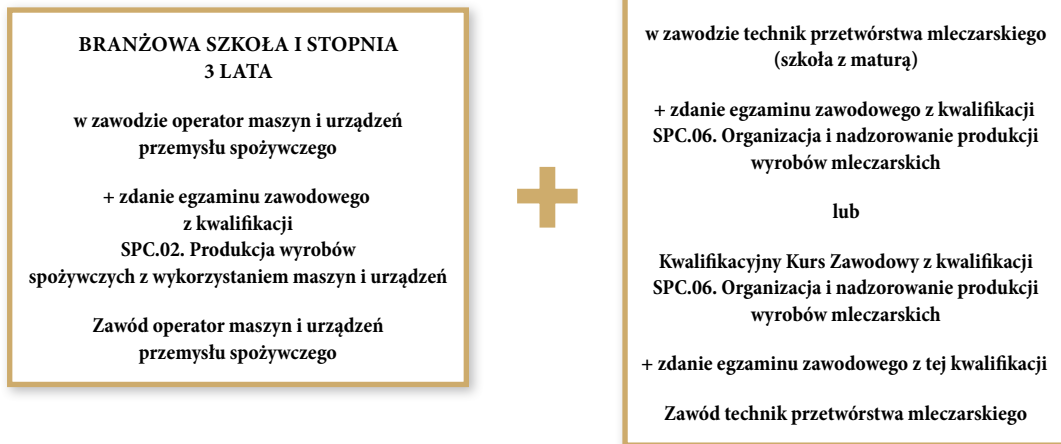 BRANŻOWA SZKOŁA I STOPNIA
3 LATA
w zawodzie operator maszyn i urządzeń
przemysłu spożywczego
+ zdanie egzaminu zawodowego
z kwalifikacji
SPC.02. Produkcja wyrobów
spożywczych z wykorzystaniem maszyn i urządzeń
Zawód operator maszyn i urządzeń
przemysłu spożywczego
+
w zawodzie technik przetwórstwa mleczarskiego
(szkoła z maturą)
+ zdanie egzaminu zawodowego z kwalifikacji
SPC.06. Organizacja i nadzorowanie produkcji
wyrobów mleczarskich
lub
Kwalifikacyjny Kurs Zawodowy z kwalifikacji
SPC.06. Organizacja i nadzorowanie produkcji
wyrobów mleczarskich
+ zdanie egzaminu zawodowego z tej kwalifikacji
Zawód technik przetwórstwa mleczarskiego